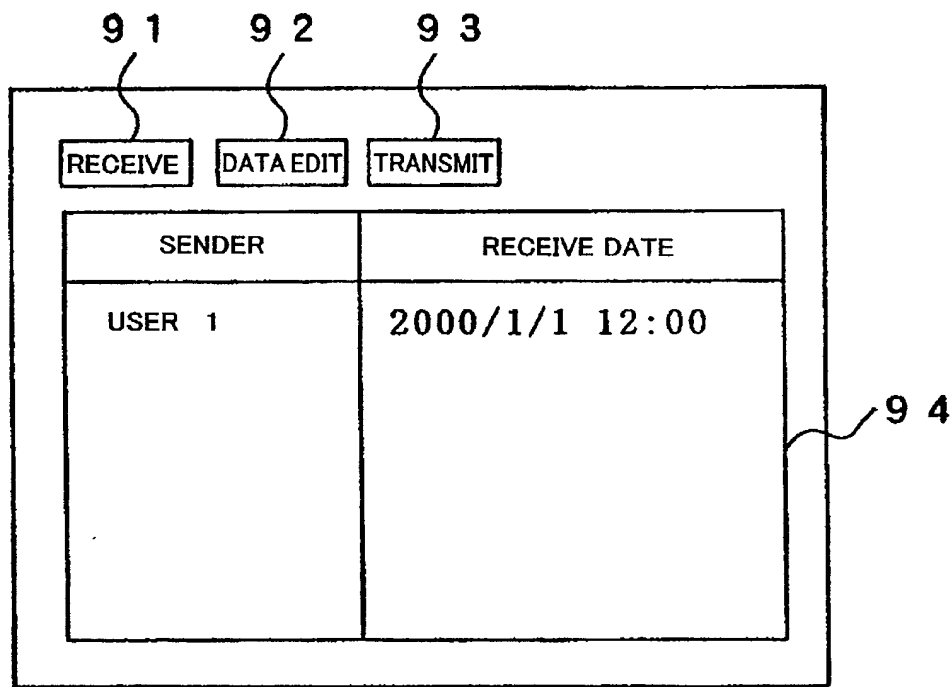 91 92 93
RECEIVE DATA EDIT TRANSMIT
SENDER RECEIVE DATE
USER 1 2000/1/1 12:00
94